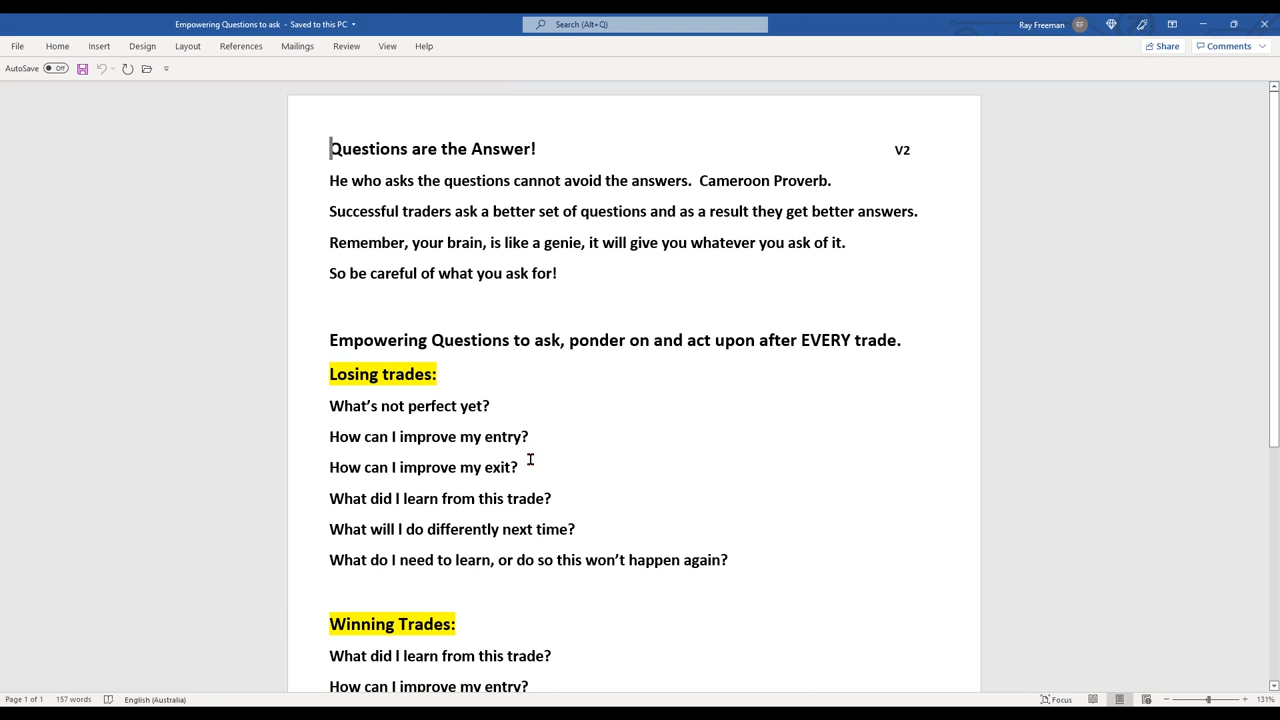 Empowering Questions to ask - Saved to this PC
Search (Alt+Q)
Ray Freeman
RF
File Home Insert Design Layout References Mailings Review View Help
Share
Comments
AutoSave Off
Questions are the Answer! V2
He who asks the questions cannot avoid the answers. Cameroon Proverb.
Successful traders ask a better set of questions and as a result they get better answers.
Remember, your brain, is like a genie, it will give you whatever you ask of it.
So be careful of what you ask for!
Empowering Questions to ask, ponder on and act upon after EVERY trade.
Losing trades:
What's not perfect yet?
How can I improve my entry?
How can I improve my exit?
What did I learn from this trade?
What will I do differently next time?
What do I need to learn, or do so this won't happen again?
Winning Trades:
What did I learn from this trade?
How can I improve my entry?
Page 1 of 1 157 words English (Australia) Focus 131%